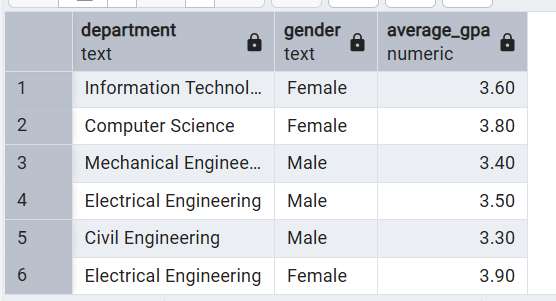 department gender average_gpa
text text numeric
1 Information Technol... Female 3.60
2 Computer Science Female 3.80
3 Mechanical Enginee... Male 3.40
4 Electrical Engineering Male 3.50
5 Civil Engineering Male 3.30
6 Electrical Engineering Female 3.90